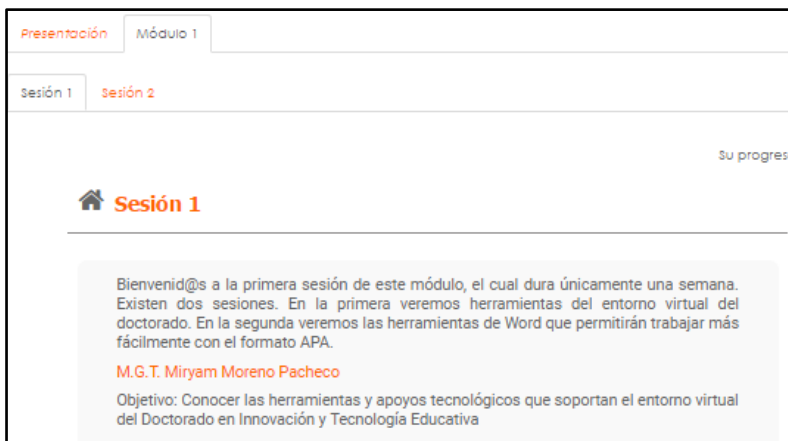 Presentación Módulo 1
Sesión 1 Sesión 2
Su progres
Sesión 1
Bienvenid@s a la primera sesión de este módulo, el cual dura únicamente una semana.
Existen dos sesiones. En la primera veremos herramientas del entorno virtual del
doctorado. En la segunda veremos las herramientas de Word que permitirán trabajar más
fácilmente con el formato APA.
M.G.T. Miryam Moreno Pacheco
Objetivo: Conocer las herramientas y apoyos tecnológicos que soportan el entorno virtual
del Doctorado en Innovación y Tecnología Educativa